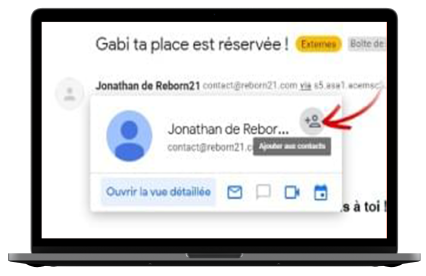 Gabi ta place est réservée ! Externes Boîte de
Jonathan de Reborn21 contact@reborn21.com via s5.asa1.acemsc
Jonathan de Rebor...
contact@reborn21.c
Ajouter aux contacts
Ouvrir la vue détaillée
s à toi !